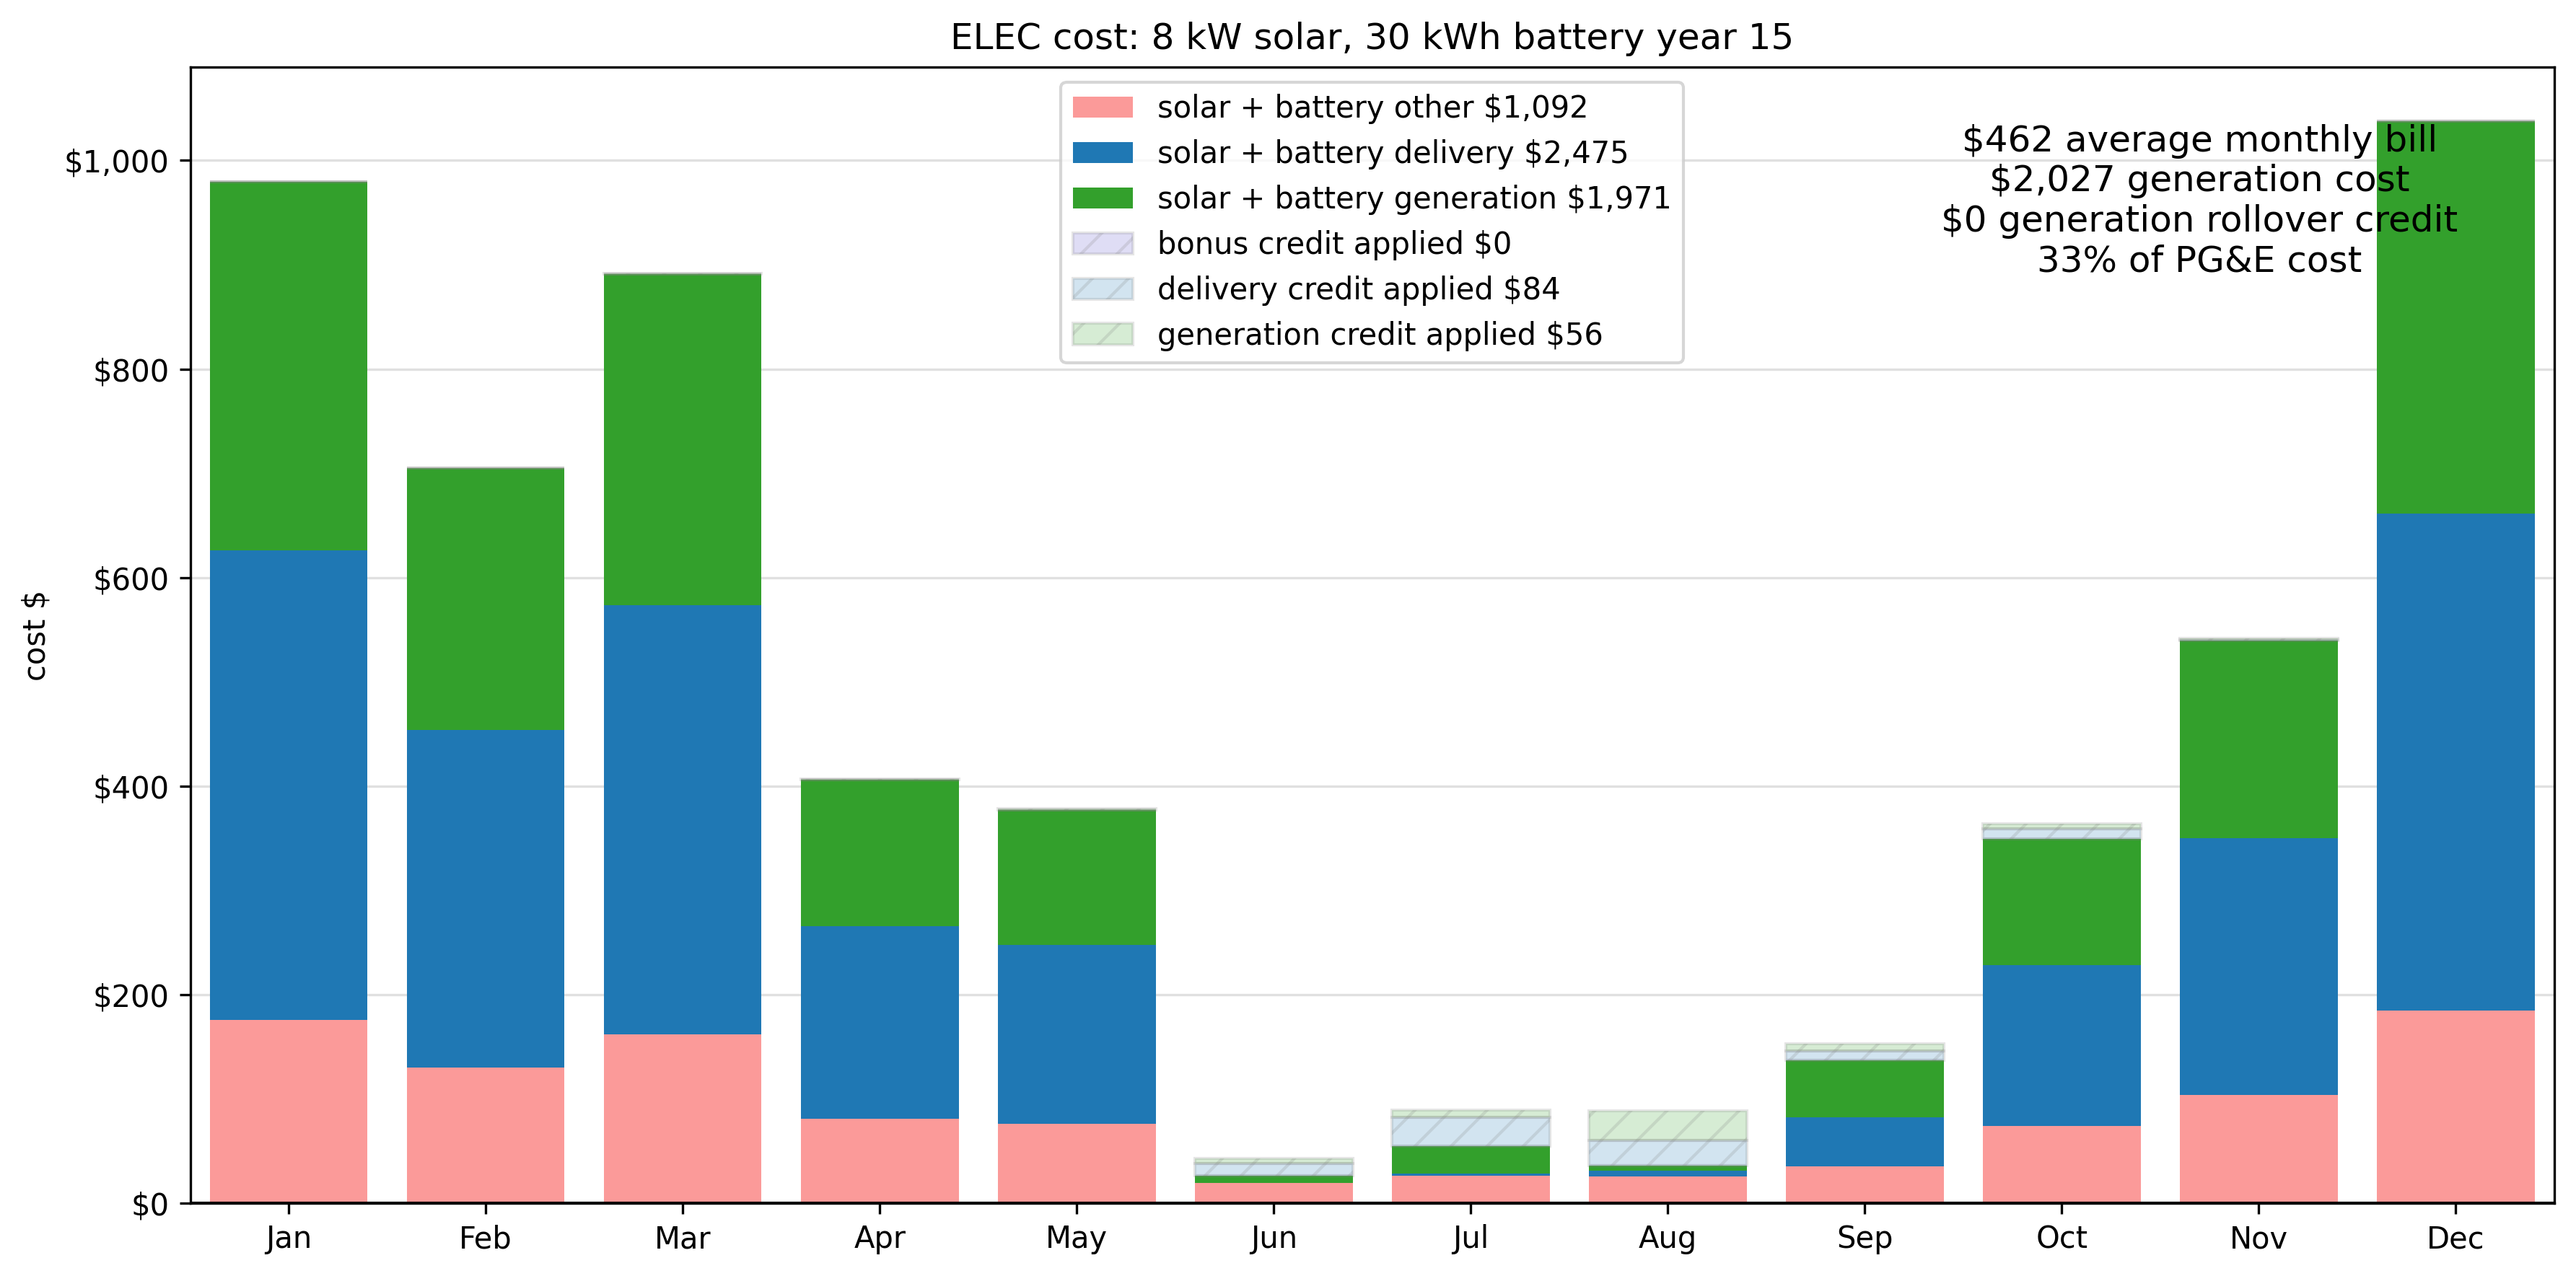 ELEC cost: 8 kW solar, 30 kWh battery year 15
solar + battery other $1,092
solar + battery delivery $2,475
solar + battery generation $1,971
bonus credit applied $0
delivery credit applied $84
generation credit applied $56
$462 average monthly bill
$2,027 generation cost
$0 generation rollover credit
33% of PG&E cost
cost $
$1,000
$800
$600
$400
$200
$0
Jan Feb Mar Apr May Jun Jul Aug Sep Oct Nov Dec